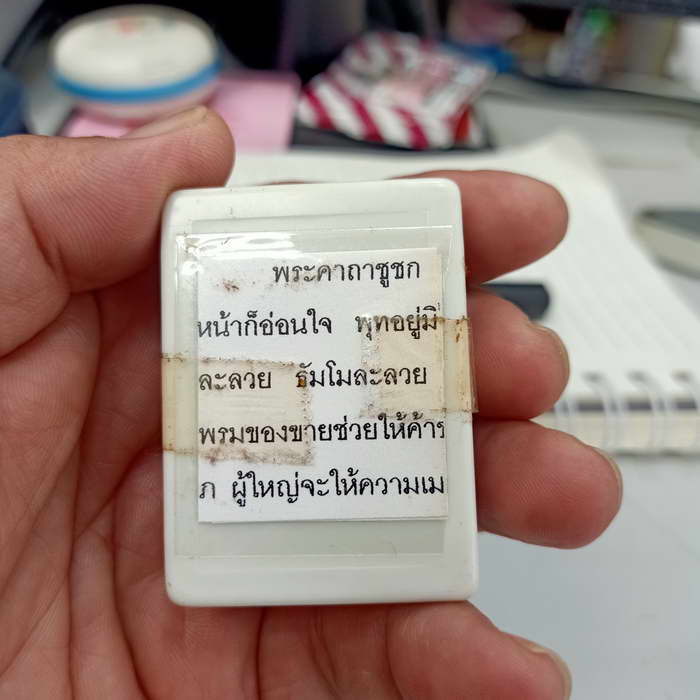 พระคาถาชูชก
หน้าก็อ่อนใจ พุทอยู่มี
ละลวย ธัมโมละลวย
พรมของขายช่วยให้ค้าร
ภ ผู้ใหญ่จะให้ความเม